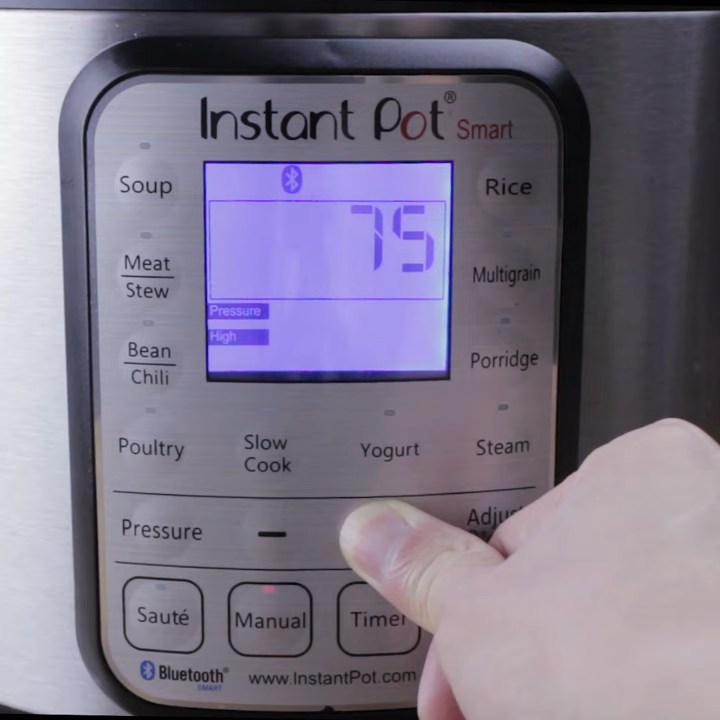 Instant Pot® Smart
Soup
Rice
75
Meat
Stew
Multigrain
Pressure
High
Bean
Chili
Porridge
Poultry
Slow
Cook
Yogurt
Steam
Pressure
−
Sauté
Manual
Timer
Bluetooth®
SMART
www.InstantPot.com